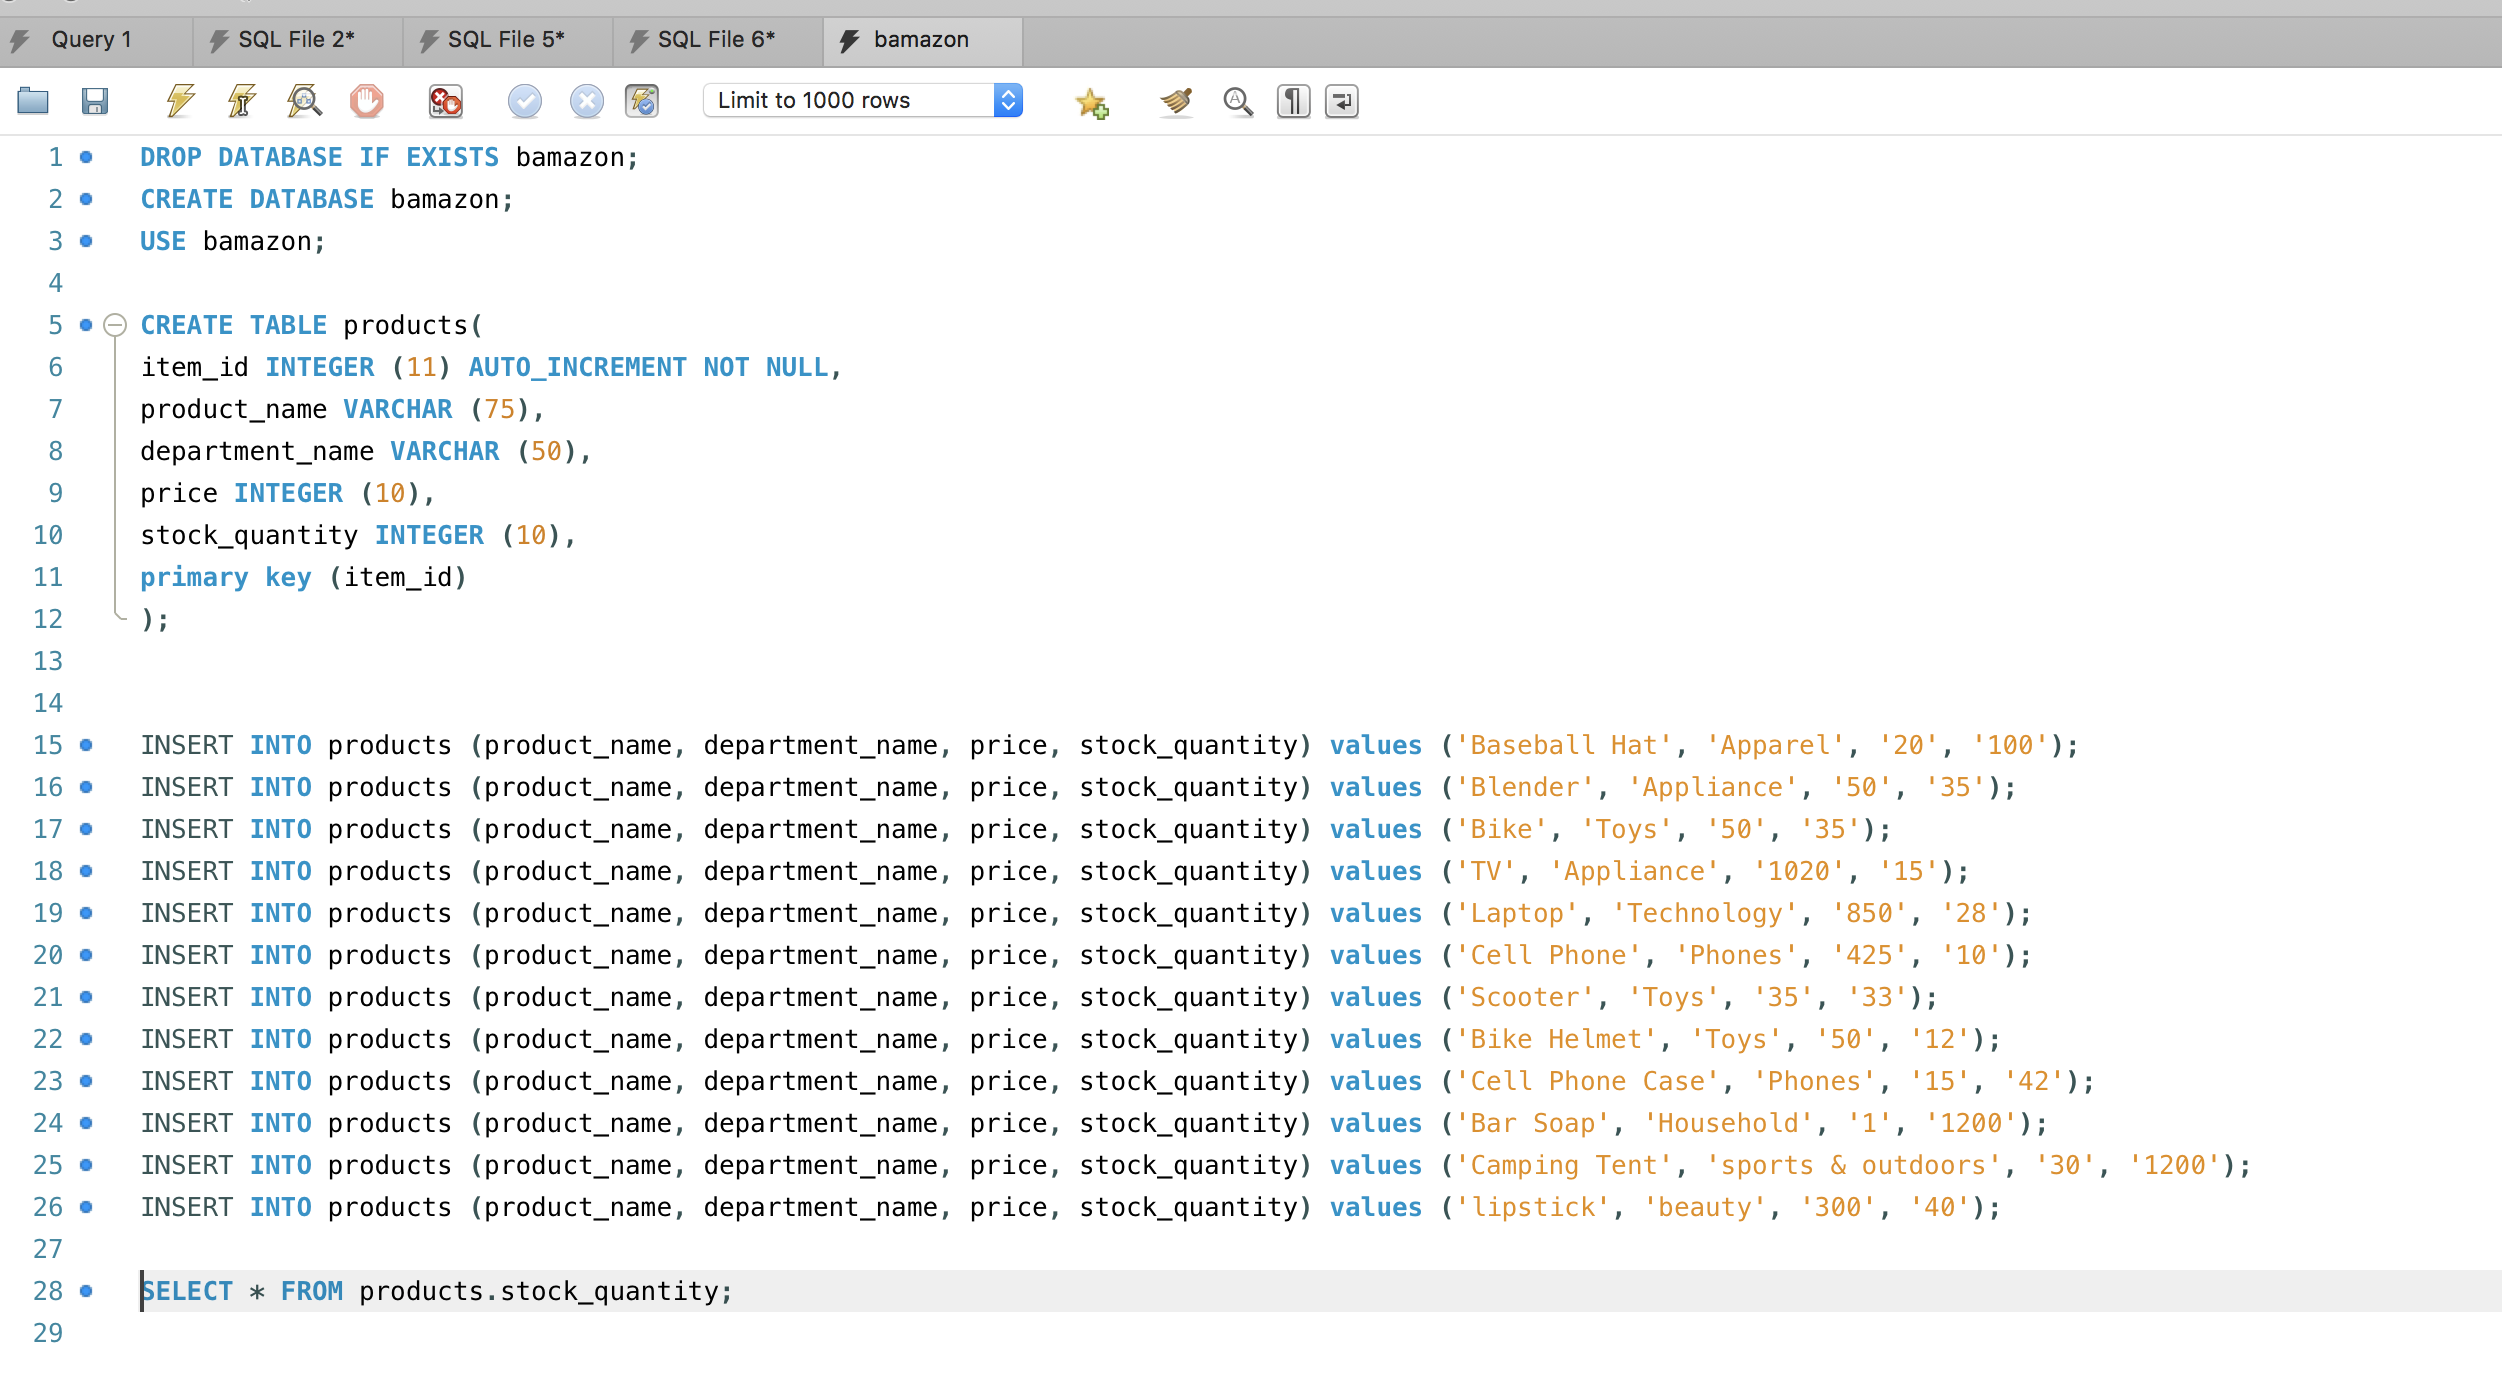 Query 1 SQL File 2* SQL File 5* SQL File 6* bamazon
Limit to 1000 rows
1 DROP DATABASE IF EXISTS bamazon;
2 CREATE DATABASE bamazon;
3 USE bamazon;
4
5 CREATE TABLE products(
6 item_id INTEGER (11) AUTO_INCREMENT NOT NULL,
7 product_name VARCHAR (75),
8 department_name VARCHAR (50),
9 price INTEGER (10),
10 stock_quantity INTEGER (10),
11 primary key (item_id)
12 );
13
14
15 INSERT INTO products (product_name, department_name, price, stock_quantity) values ('Baseball Hat', 'Apparel', '20', '100');
16 INSERT INTO products (product_name, department_name, price, stock_quantity) values ('Blender', 'Appliance', '50', '35');
17 INSERT INTO products (product_name, department_name, price, stock_quantity) values ('Bike', 'Toys', '50', '35');
18 INSERT INTO products (product_name, department_name, price, stock_quantity) values ('TV', 'Appliance', '1020', '15');
19 INSERT INTO products (product_name, department_name, price, stock_quantity) values ('Laptop', 'Technology', '850', '28');
20 INSERT INTO products (product_name, department_name, price, stock_quantity) values ('Cell Phone', 'Phones', '425', '10');
21 INSERT INTO products (product_name, department_name, price, stock_quantity) values ('Scooter', 'Toys', '35', '33');
22 INSERT INTO products (product_name, department_name, price, stock_quantity) values ('Bike Helmet', 'Toys', '50', '12');
23 INSERT INTO products (product_name, department_name, price, stock_quantity) values ('Cell Phone Case', 'Phones', '15', '42');
24 INSERT INTO products (product_name, department_name, price, stock_quantity) values ('Bar Soap', 'Household', '1', '1200');
25 INSERT INTO products (product_name, department_name, price, stock_quantity) values ('Camping Tent', 'sports & outdoors', '30', '1200');
26 INSERT INTO products (product_name, department_name, price, stock_quantity) values ('lipstick', 'beauty', '300', '40');
27
28 SELECT * FROM products.stock_quantity;
29